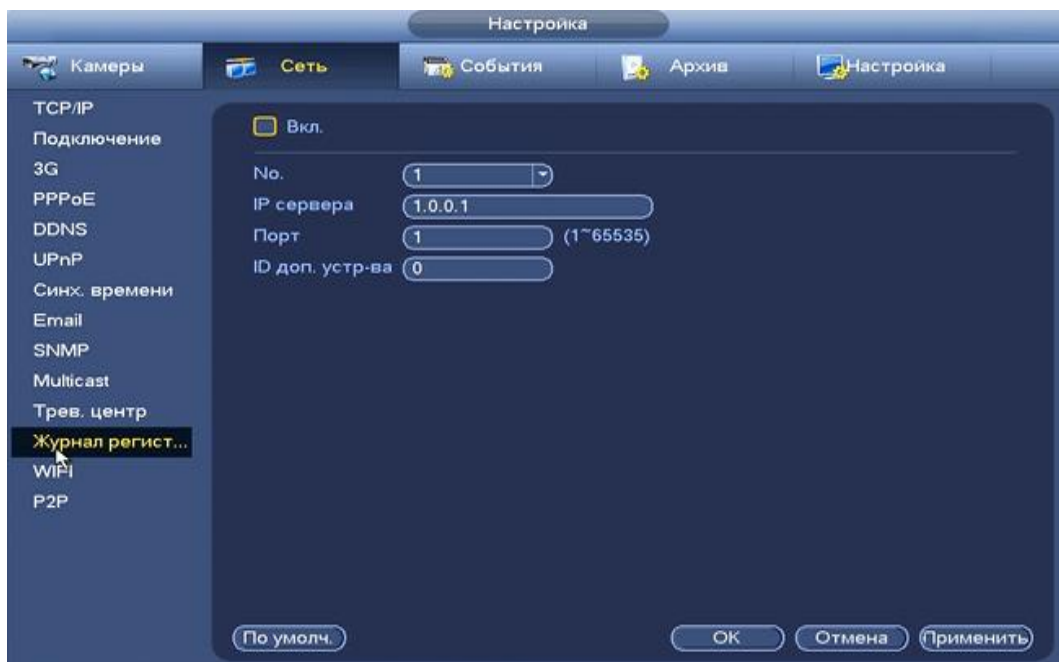 Настройка
Камеры
Сеть
События
Архив
Настройка
TCP/IP
Подключение
3G
PPPoE
DDNS
UPnP
Синх. времени
Email
SNMP
Multicast
Трев. центр
Журнал регист...
WIFI
P2P
Вкл.
No. 1
IP сервера 1.0.0.1
Порт 1 (1~65535)
ID доп. устр-ва 0
По умолч. OK Отмена Применить